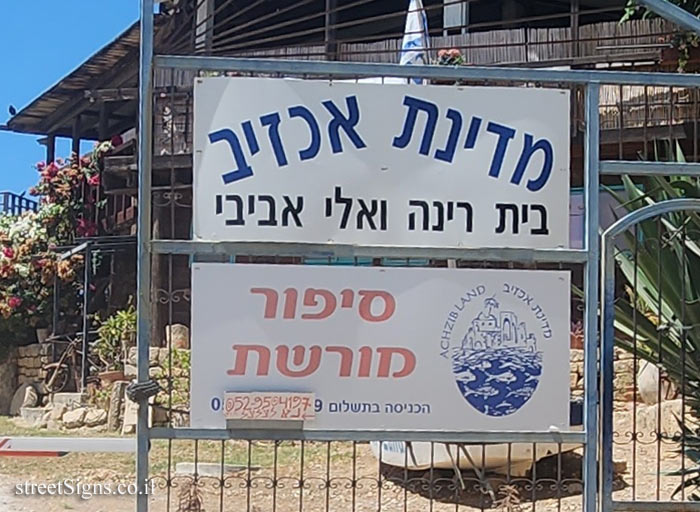 מדינת אכזיב
בית רינה ואלי אביבי
סיפור
מורשת
ACHZIB LAND מדינת אכזיב
הכניסה בתשלום
streetSigns.co.il